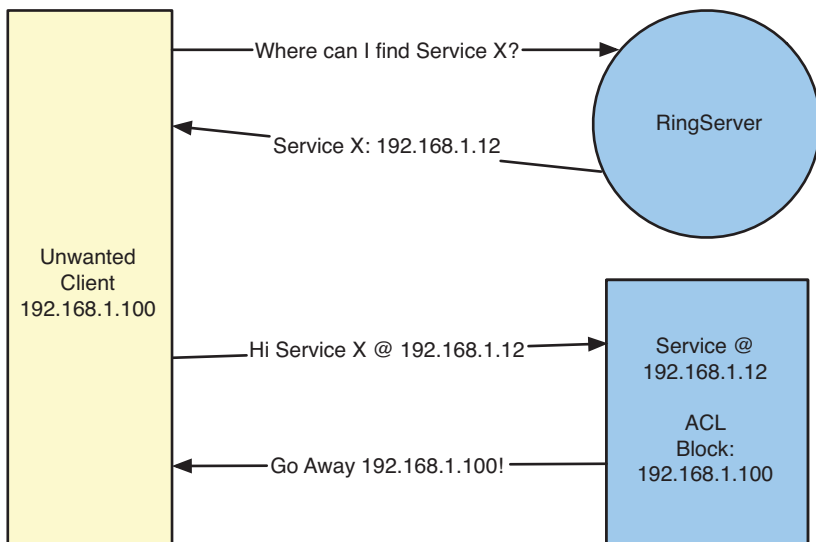 Where can I find Service X?
RingServer
Service X: 192.168.1.12
Unwanted
Client
192.168.1.100
Hi Service X @ 192.168.1.12
Service @
192.168.1.12
ACL
Block:
192.168.1.100
Go Away 192.168.1.100!